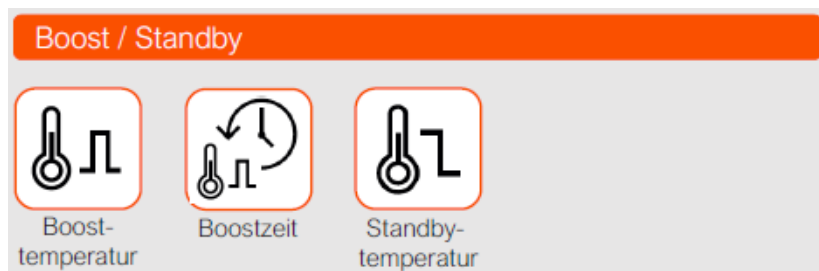 Boost / Standby
Boost-
temperatur
Boostzeit
Standby-
temperatur